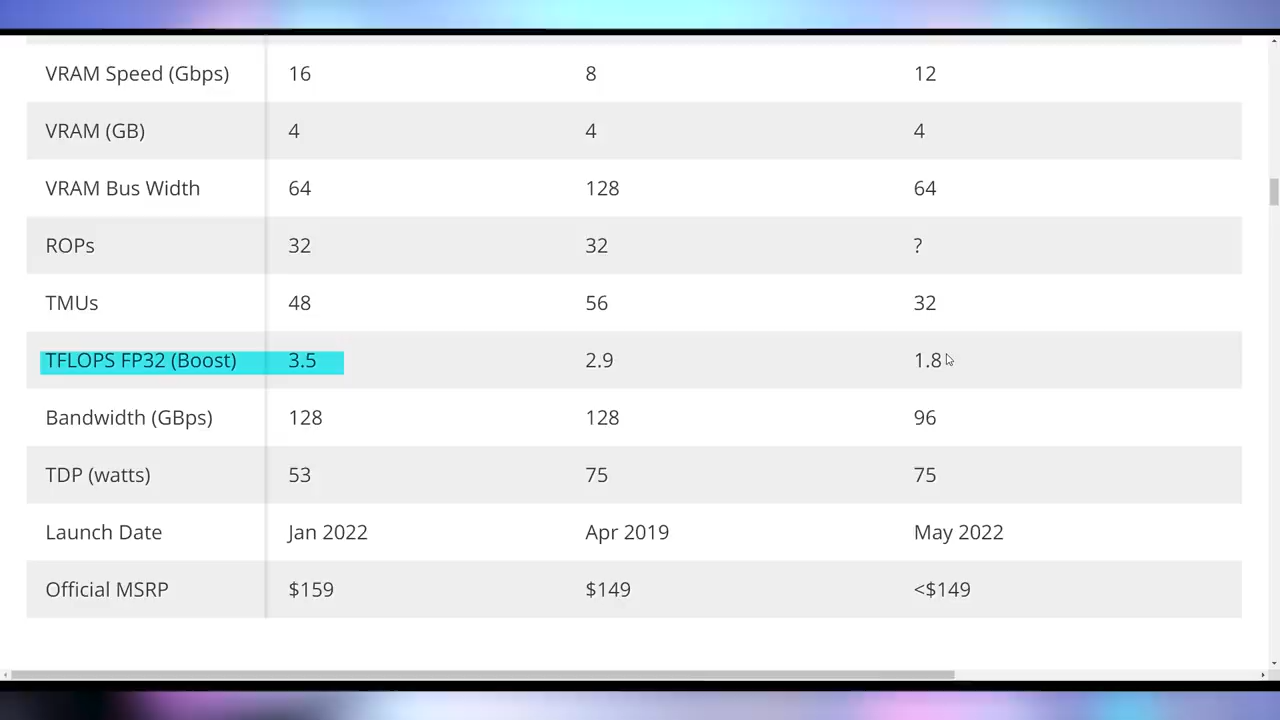 VRAM Speed (Gbps) 16 8 12
VRAM (GB) 4 4 4
VRAM Bus Width 64 128 64
ROPs 32 32 ?
TMUs 48 56 32
TFLOPS FP32 (Boost) 3.5 2.9 1.8
Bandwidth (GBps) 128 128 96
TDP (watts) 53 75 75
Launch Date Jan 2022 Apr 2019 May 2022
Official MSRP $159 $149 <$149